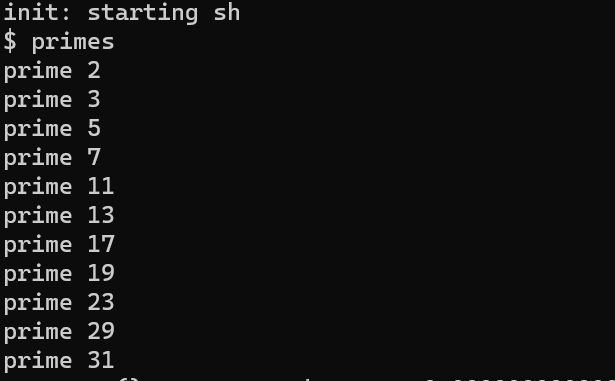 init: starting sh
$ primes
prime 2
prime 3
prime 5
prime 7
prime 11
prime 13
prime 17
prime 19
prime 23
prime 29
prime 31